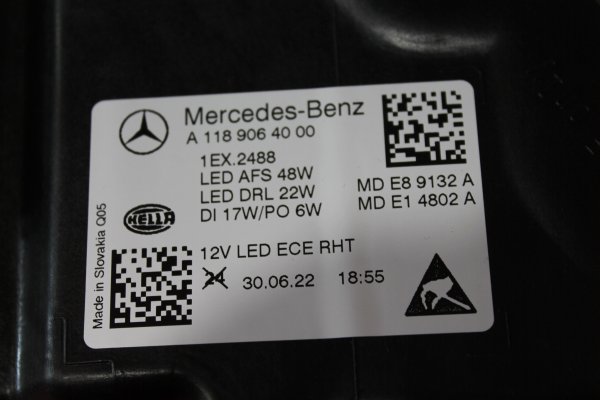 Mercedes-Benz
A 118 906 40 00
1EX.2488
LED AFS 48W
LED DRL 22W
DI 17W/PO 6W
MD E8 9132 A
MD E1 4802 A
HELLA
12V LED ECE RHT
30.06.22 18:55
Made in Slovakia Q05